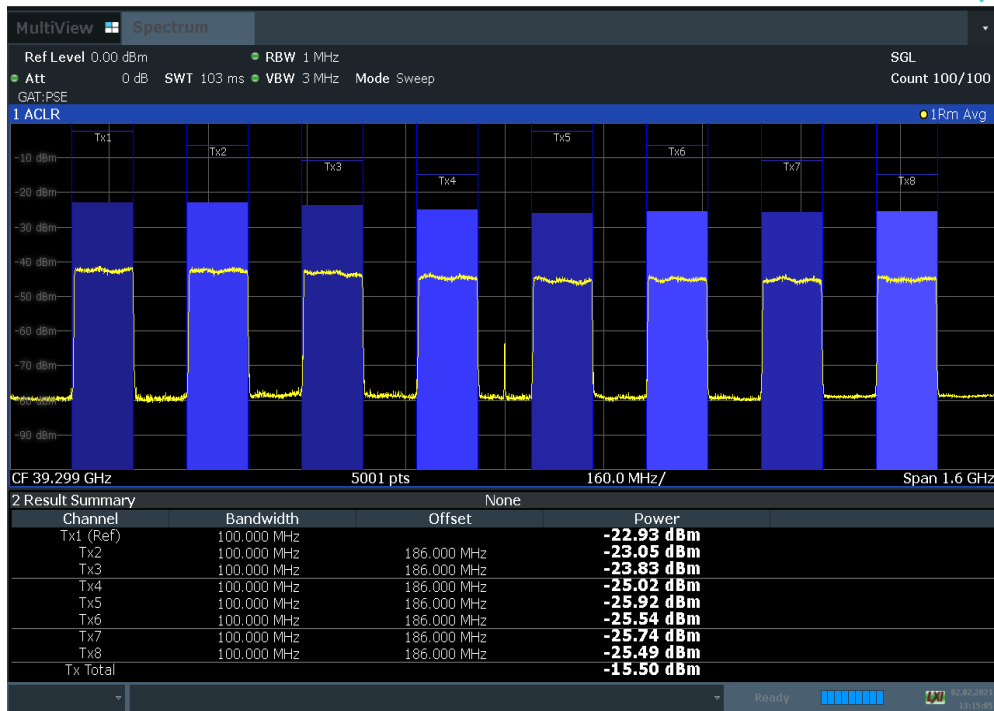 MultiView Spectrum
Ref Level 0.00 dBm RBW 1 MHz SGL
Att 0 dB SWT 103 ms VBW 3 MHz Mode Sweep Count 100/100
GAT:PSE
1 ACLR 1Rm Avg
Tx1 Tx5
Tx2 Tx6
-10 dBm
Tx3 Tx7
Tx4 Tx8
-20 dBm
-30 dBm
-40 dBm
-50 dBm
-60 dBm
-70 dBm
-80 dBm
-90 dBm
CF 39.299 GHz 5001 pts 160.0 MHz/ Span 1.6 GHz
2 Result Summary None
Channel Bandwidth Offset Power
Tx1 (Ref) 100.000 MHz -22.93 dBm
Tx2 100.000 MHz 186.000 MHz -23.05 dBm
Tx3 100.000 MHz 186.000 MHz -23.83 dBm
Tx4 100.000 MHz 186.000 MHz -25.02 dBm
Tx5 100.000 MHz 186.000 MHz -25.92 dBm
Tx6 100.000 MHz 186.000 MHz -25.54 dBm
Tx7 100.000 MHz 186.000 MHz -25.74 dBm
Tx8 100.000 MHz 186.000 MHz -25.49 dBm
Tx Total -15.50 dBm
Ready 02.02.2021
13:15:05